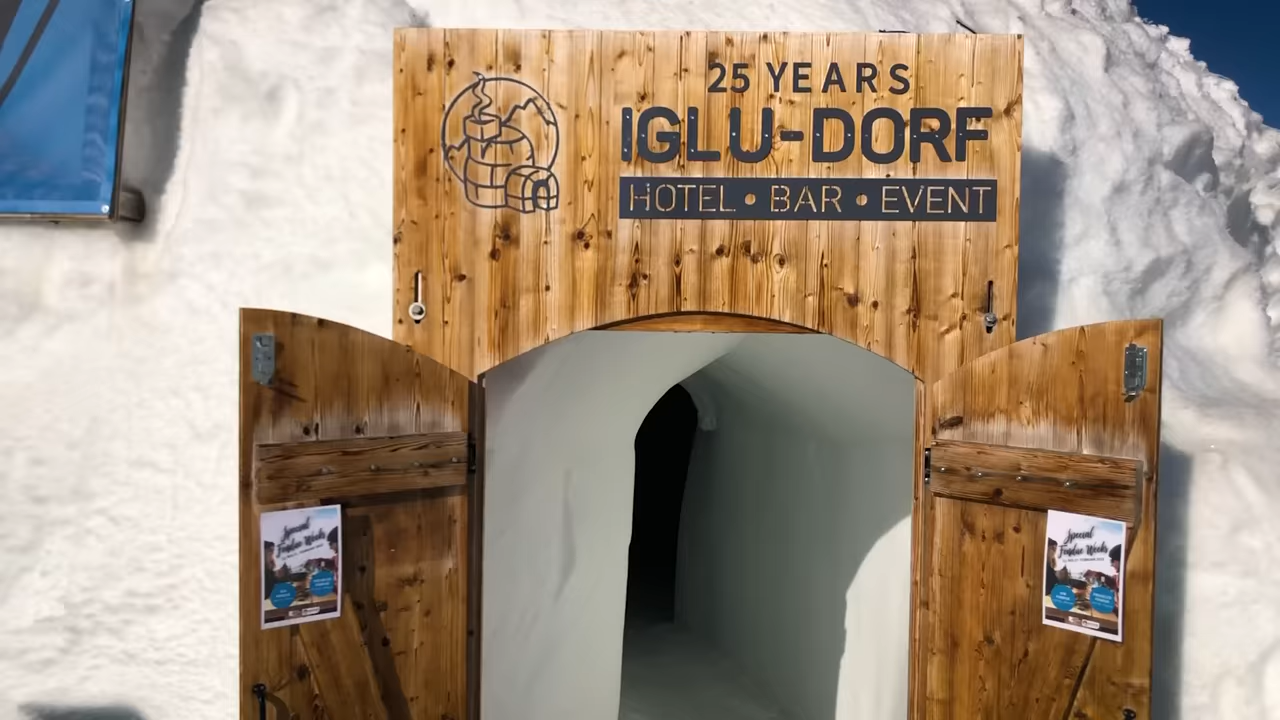 25 YEARS
IGLU-DORF
HOTEL • BAR • EVENT
Special
Fondue Weeks
Special
Fondue Weeks